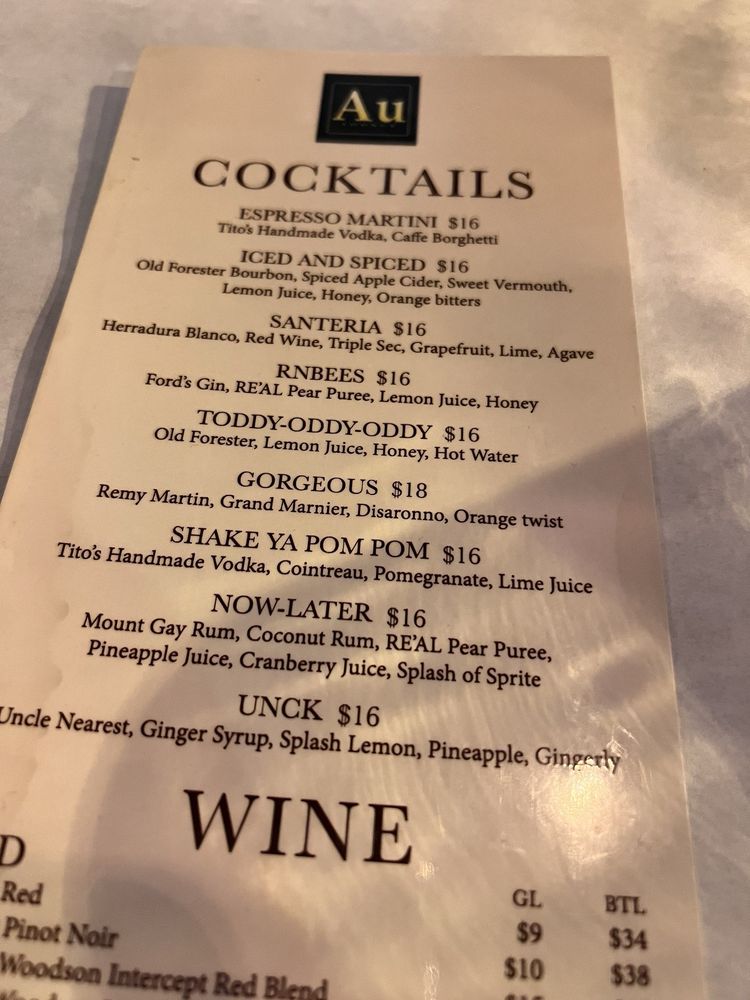 Au
COCKTAILS
ESPRESSO MARTINI $16
Tito's Handmade Vodka, Caffe Borghetti
ICED AND SPICED $16
Old Forester Bourbon, Spiced Apple Cider, Sweet Vermouth,
Lemon Juice, Honey, Orange bitters
SANTERIA $16
Herradura Blanco, Red Wine, Triple Sec, Grapefruit, Lime, Agave
RNBEES $16
Ford's Gin, RE'AL Pear Puree, Lemon Juice, Honey
TODDY-ODDY-ODDY $16
Old Forester, Lemon Juice, Honey, Hot Water
GORGEOUS $18
Remy Martin, Grand Marnier, Disaronno, Orange twist
SHAKE YA POM POM $16
Tito's Handmade Vodka, Cointreau, Pomegranate, Lime Juice
NOW-LATER $16
Mount Gay Rum, Coconut Rum, RE'AL Pear Puree,
Pineapple Juice, Cranberry Juice, Splash of Sprite
UNCK $16
Uncle Nearest, Ginger Syrup, Splash Lemon, Pineapple, Gingerly
WINE
D
Red GL BTL
Pinot Noir $9 $34
Woodson Intercept Red Blend $10 $38